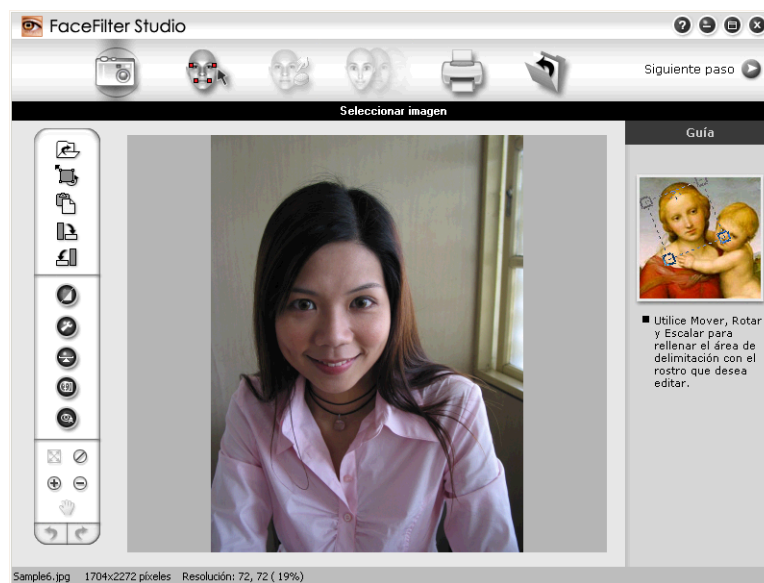 FaceFilter Studio
Siguiente paso
Seleccionar imagen
Guía
Utilice Mover, Rotar
y Escalar para
rellenar el área de
delimitación con el
rostro que desea
editar.
Sample6.jpg 1704x2272 píxeles Resolución: 72, 72 ( 19%)